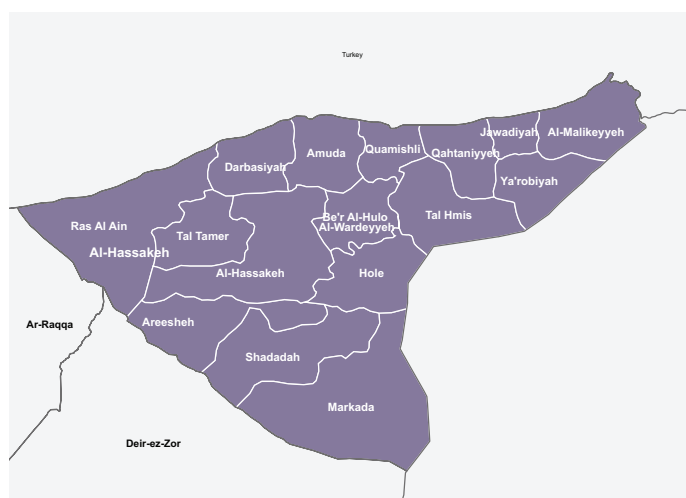 Turkey
Jawadiyah
Al-Malikeyyeh
Quamishli
Amuda
Qahtaniyyeh
Darbasiyah
Ya'robiyah
Be'r Al-Hulo
Al-Wardeyyeh
Tal Hmis
Ras Al Ain
Tal Tamer
Al-Hassakeh
Al-Hassakeh
Hole
Areesheh
Ar-Raqqa
Shadadah
Markada
Deir-ez-Zor